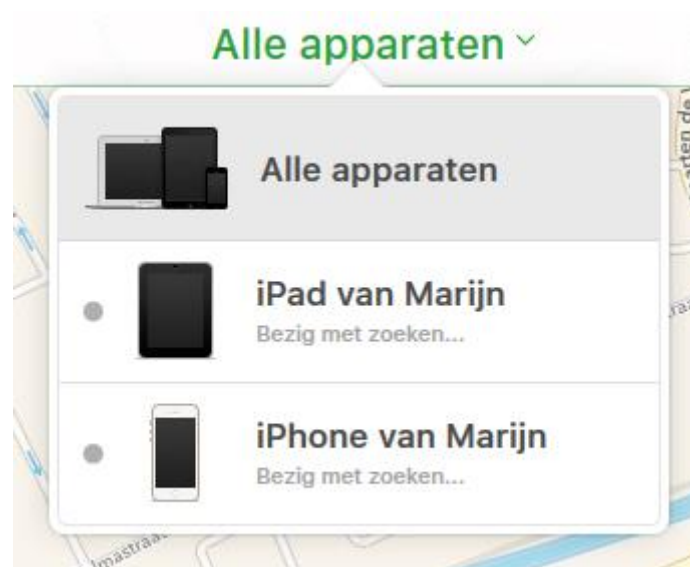 Alle apparaten
Alle apparaten
iPad van Marijn
Bezig met zoeken...
iPhone van Marijn
Bezig met zoeken...